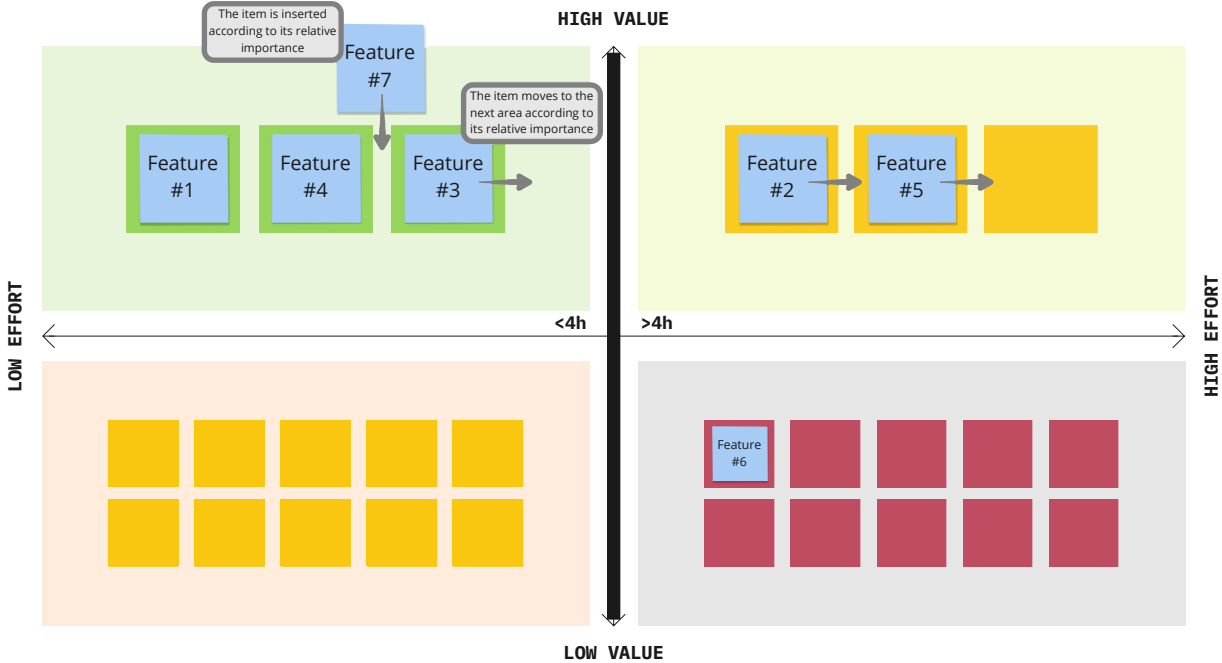 HIGH VALUE
The item is inserted
according to its relative
importance
Feature
#7
The item moves to the
next area according to
its relative importance
Feature
#1
Feature
#4
Feature
#3
Feature
#2
Feature
#5
LOW EFFORT
<4h
>4h
HIGH EFFORT
Feature
#6
LOW VALUE